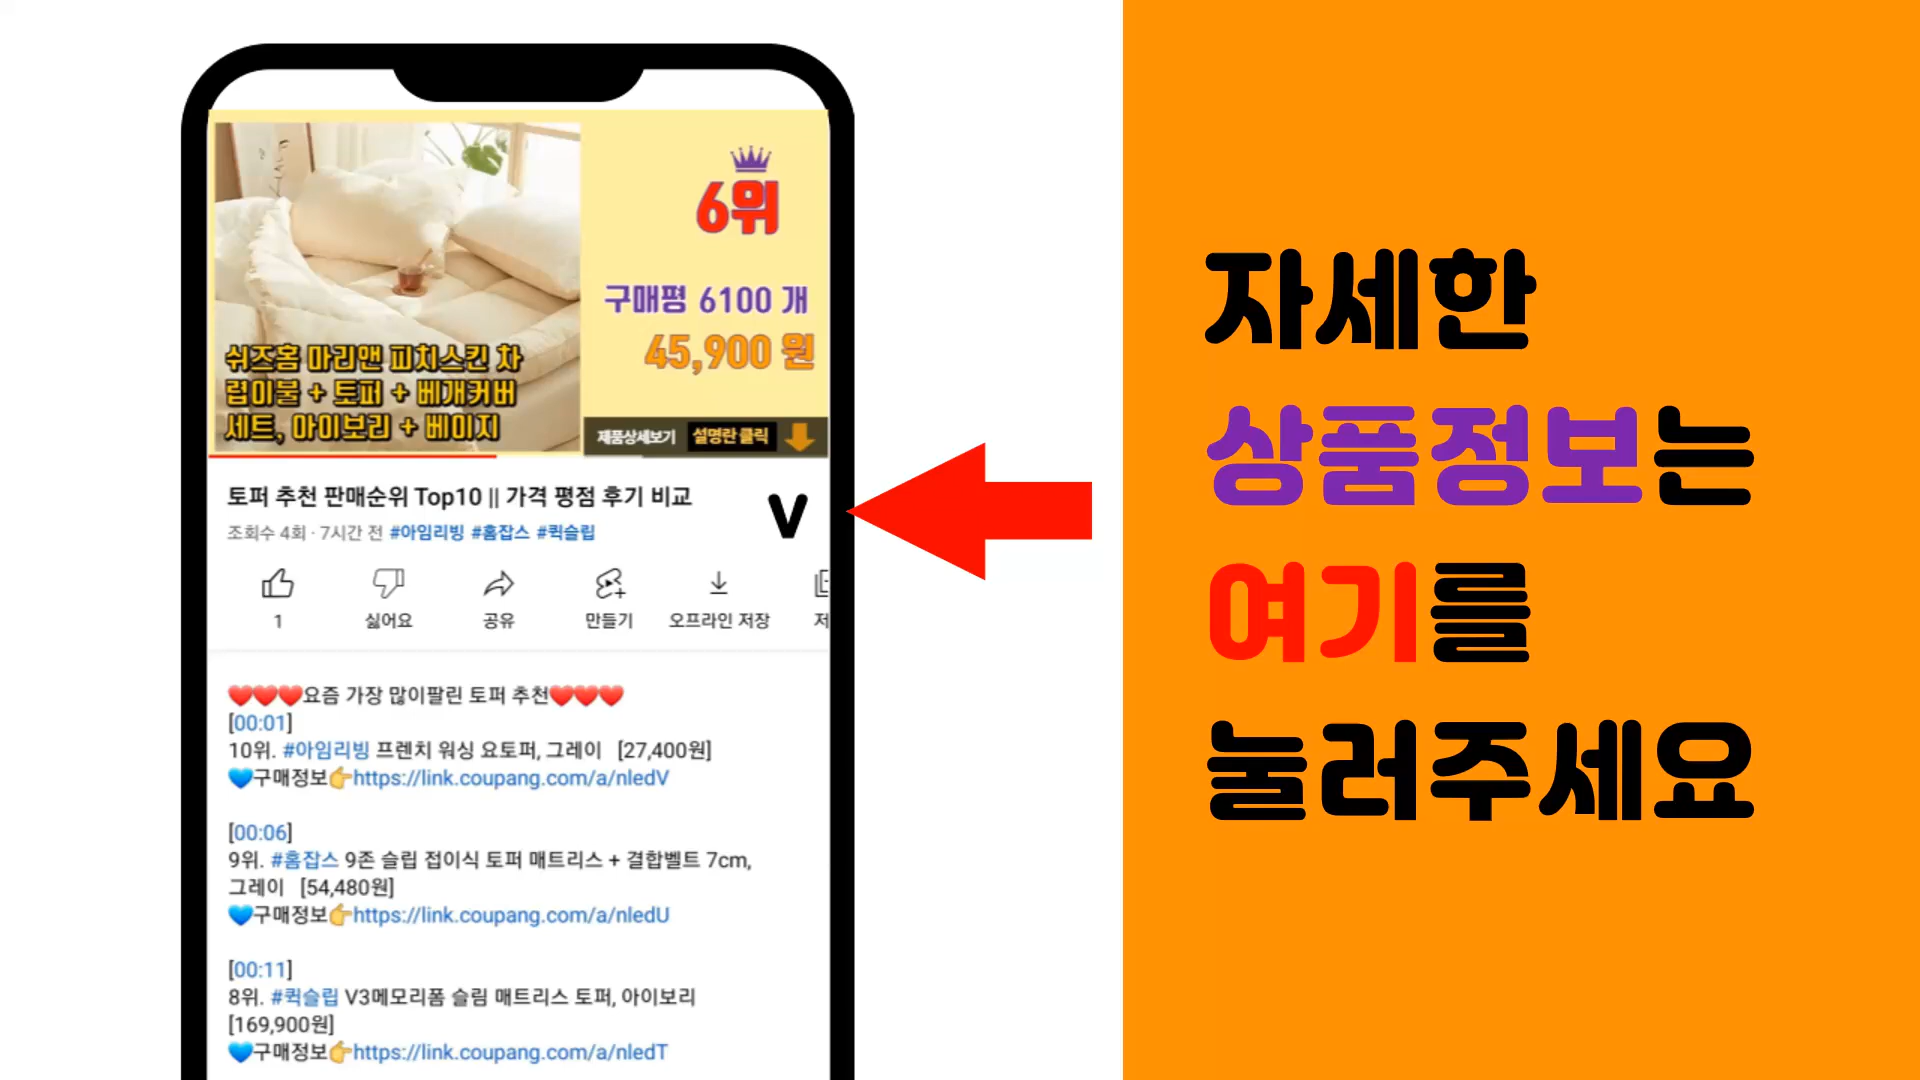 6위
구매평 6100 개
45,900 원
쉬즈홈 마리앤 피치스킨 차
렵이불 + 토퍼 + 베개커버
세트, 아이보리 + 베이지
제품상세보기 설명란 클릭
토퍼 추천 판매순위 Top10 || 가격 평점 후기 비교
V
조회수 4회 · 7시간 전 #아임리빙 #홈잡스 #퀵슬립
1 싫어요 공유 만들기 오프라인 저장 저
❤️❤️❤️요즘 가장 많이팔린 토퍼 추천❤️❤️❤️
[00:01]
10위. #아임리빙 프렌치 워싱 요토퍼, 그레이 [27,400원]
💙구매정보👉https://link.coupang.com/a/nledV
[00:06]
9위. #홈잡스 9존 슬립 접이식 토퍼 매트리스 + 결합벨트 7cm,
그레이 [54,480원]
💙구매정보👉https://link.coupang.com/a/nledU
[00:11]
8위. #퀵슬립 V3메모리폼 슬림 매트리스 토퍼, 아이보리
[169,900원]
💙구매정보👉https://link.coupang.com/a/nledT
자세한
상품정보는
여기를
눌러주세요